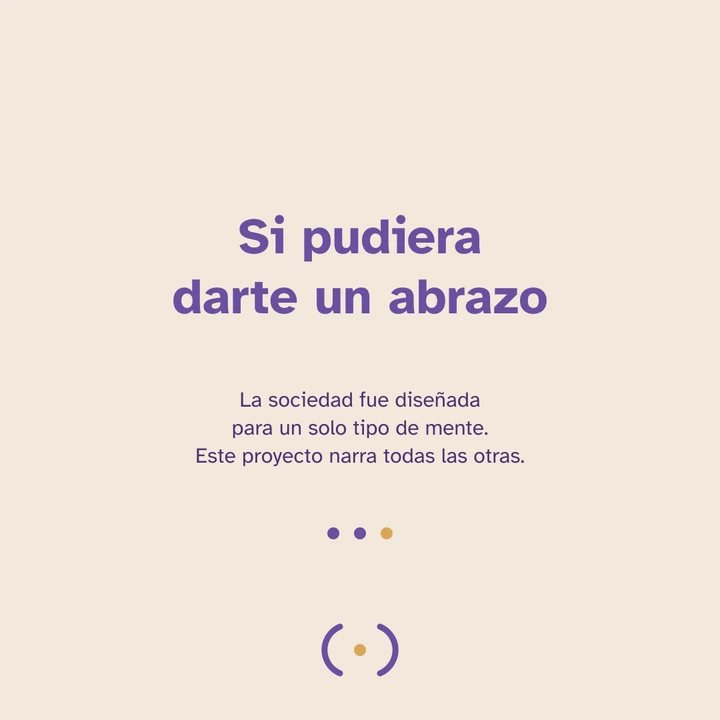 Si pudiera
darte un abrazo
La sociedad fue diseñada
para un solo tipo de mente.
Este proyecto narra todas las otras.